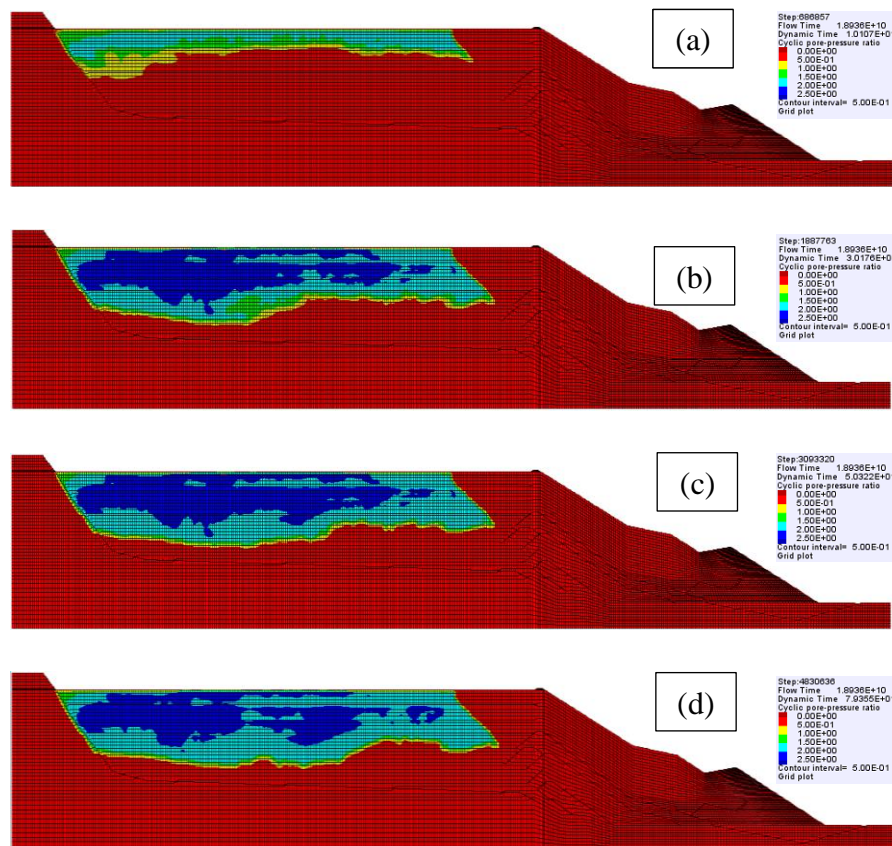 (a)
Step:686857
Flow Time 1.8936E+10
Dynamic Time 1.0107E+0
Cyclic pore-pressure ratio
0.00E+00
5.00E-01
1.00E+00
1.50E+00
2.00E+00
2.50E+00
Contour interval= 5.00E-01
Grid plot
(b)
Step:1887763
Flow Time 1.8936E+10
Dynamic Time 3.0176E+0
Cyclic pore-pressure ratio
0.00E+00
5.00E-01
1.00E+00
1.50E+00
2.00E+00
2.50E+00
Contour interval= 5.00E-01
Grid plot
(c)
Step:3093320
Flow Time 1.8936E+10
Dynamic Time 5.0322E+0
Cyclic pore-pressure ratio
0.00E+00
5.00E-01
1.00E+00
1.50E+00
2.00E+00
2.50E+00
Contour interval= 5.00E-01
Grid plot
(d)
Step:4830636
Flow Time 1.8936E+10
Dynamic Time 7.9355E+0
Cyclic pore-pressure ratio
0.00E+00
5.00E-01
1.00E+00
1.50E+00
2.00E+00
2.50E+00
Contour interval= 5.00E-01
Grid plot